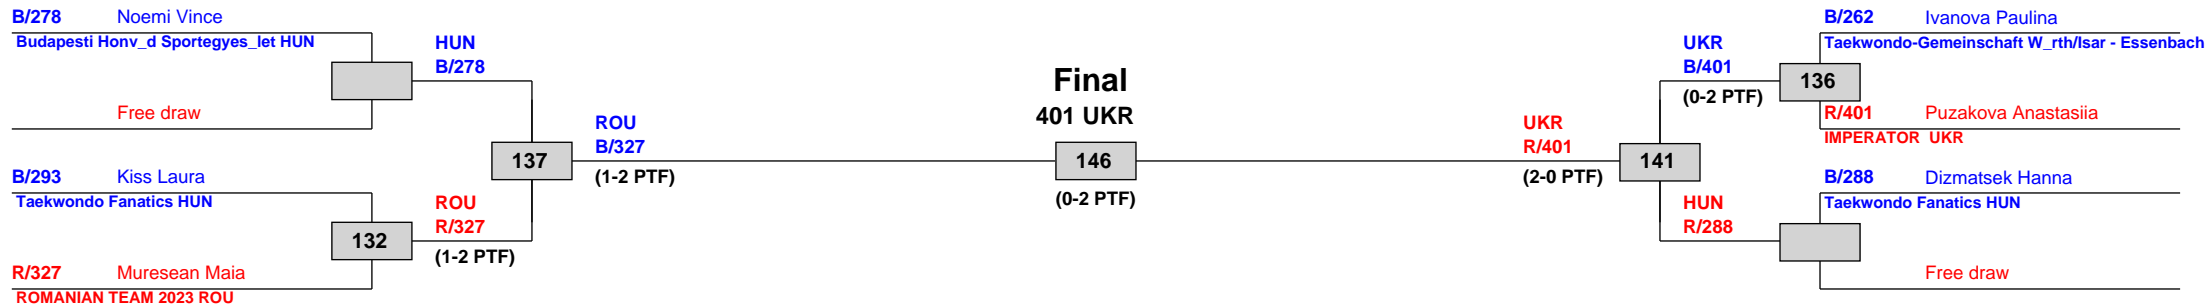 B/278 Noemi Vince
Budapesti Honv_d Sportegyes_let HUN
Free draw
B/293 Kiss Laura
Taekwondo Fanatics HUN
132
R/327 Muresean Maia
ROMANIAN TEAM 2023 ROU
HUN
B/278
ROU
R/327
(1-2 PTF)
137
ROU
B/327
(1-2 PTF)
Final
401 UKR
146
(0-2 PTF)
UKR
R/401
(2-0 PTF)
141
UKR
B/401
(0-2 PTF)
HUN
R/288
136
B/262 Ivanova Paulina
Taekwondo-Gemeinschaft W_rth/Isar - Essenbach
R/401 Puzakova Anastasiia
IMPERATOR UKR
B/288 Dizmatsek Hanna
Taekwondo Fanatics HUN
Free draw